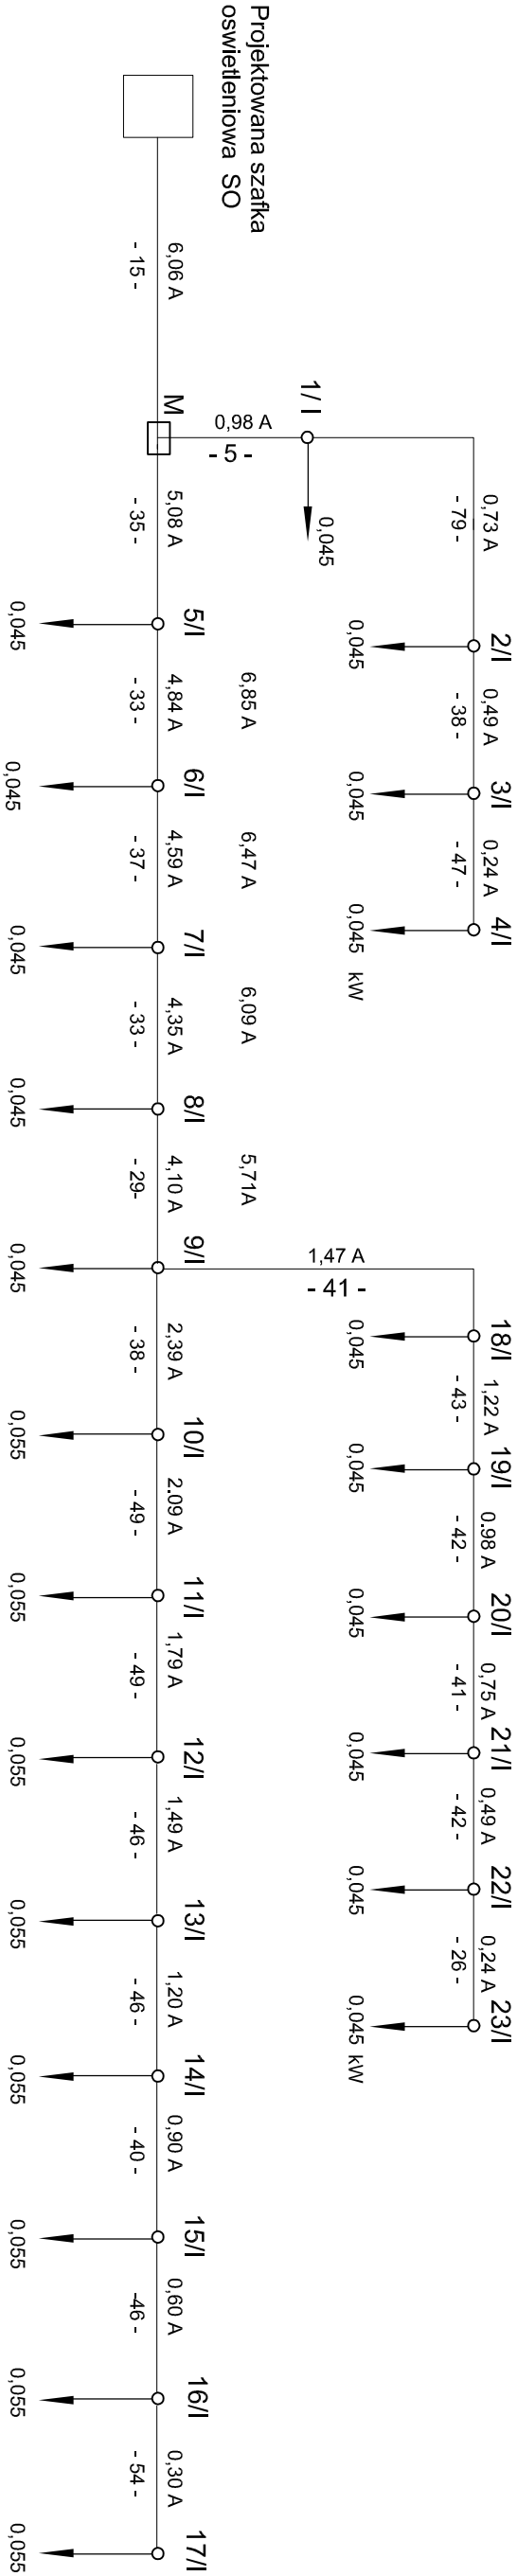 Projektowana szafka
oswietleniowa SO
6,06 A
- 15 -
M
0,98 A
- 5 -
1/ I
0,045
0,73 A
- 79 -
2/I
0,045
0,49 A
- 38 -
3/I
0,045
0,24 A
- 47 -
4/I
0,045 kW
5,08 A
- 35 -
5/I
0,045
4,84 A
- 33 -
6,85 A
6/I
0,045
4,59 A
- 37 -
6,47 A
7/I
0,045
4,35 A
- 33 -
6,09 A
8/I
0,045
4,10 A
- 29-
5,71A
9/I
0,045
1,47 A
- 41 -
18/I
0,045
1,22 A
- 43 -
19/I
0,045
0.98 A
- 42 -
20/I
0,045
0,75 A
- 41 -
21/I
0,045
0,49 A
- 42 -
22/I
0,045
0,24 A
- 26 -
23/I
0,045 kW
2,39 A
- 38 -
10/I
0,055
2.09 A
- 49 -
11/I
0,055
1,79 A
- 49 -
12/I
0,055
1,49 A
- 46 -
13/I
0,055
1,20 A
- 46 -
14/I
0,055
0,90 A
- 40 -
15/I
0,055
0,60 A
-46 -
16/I
0,055
0,30 A
- 54 -
17/I
0,055